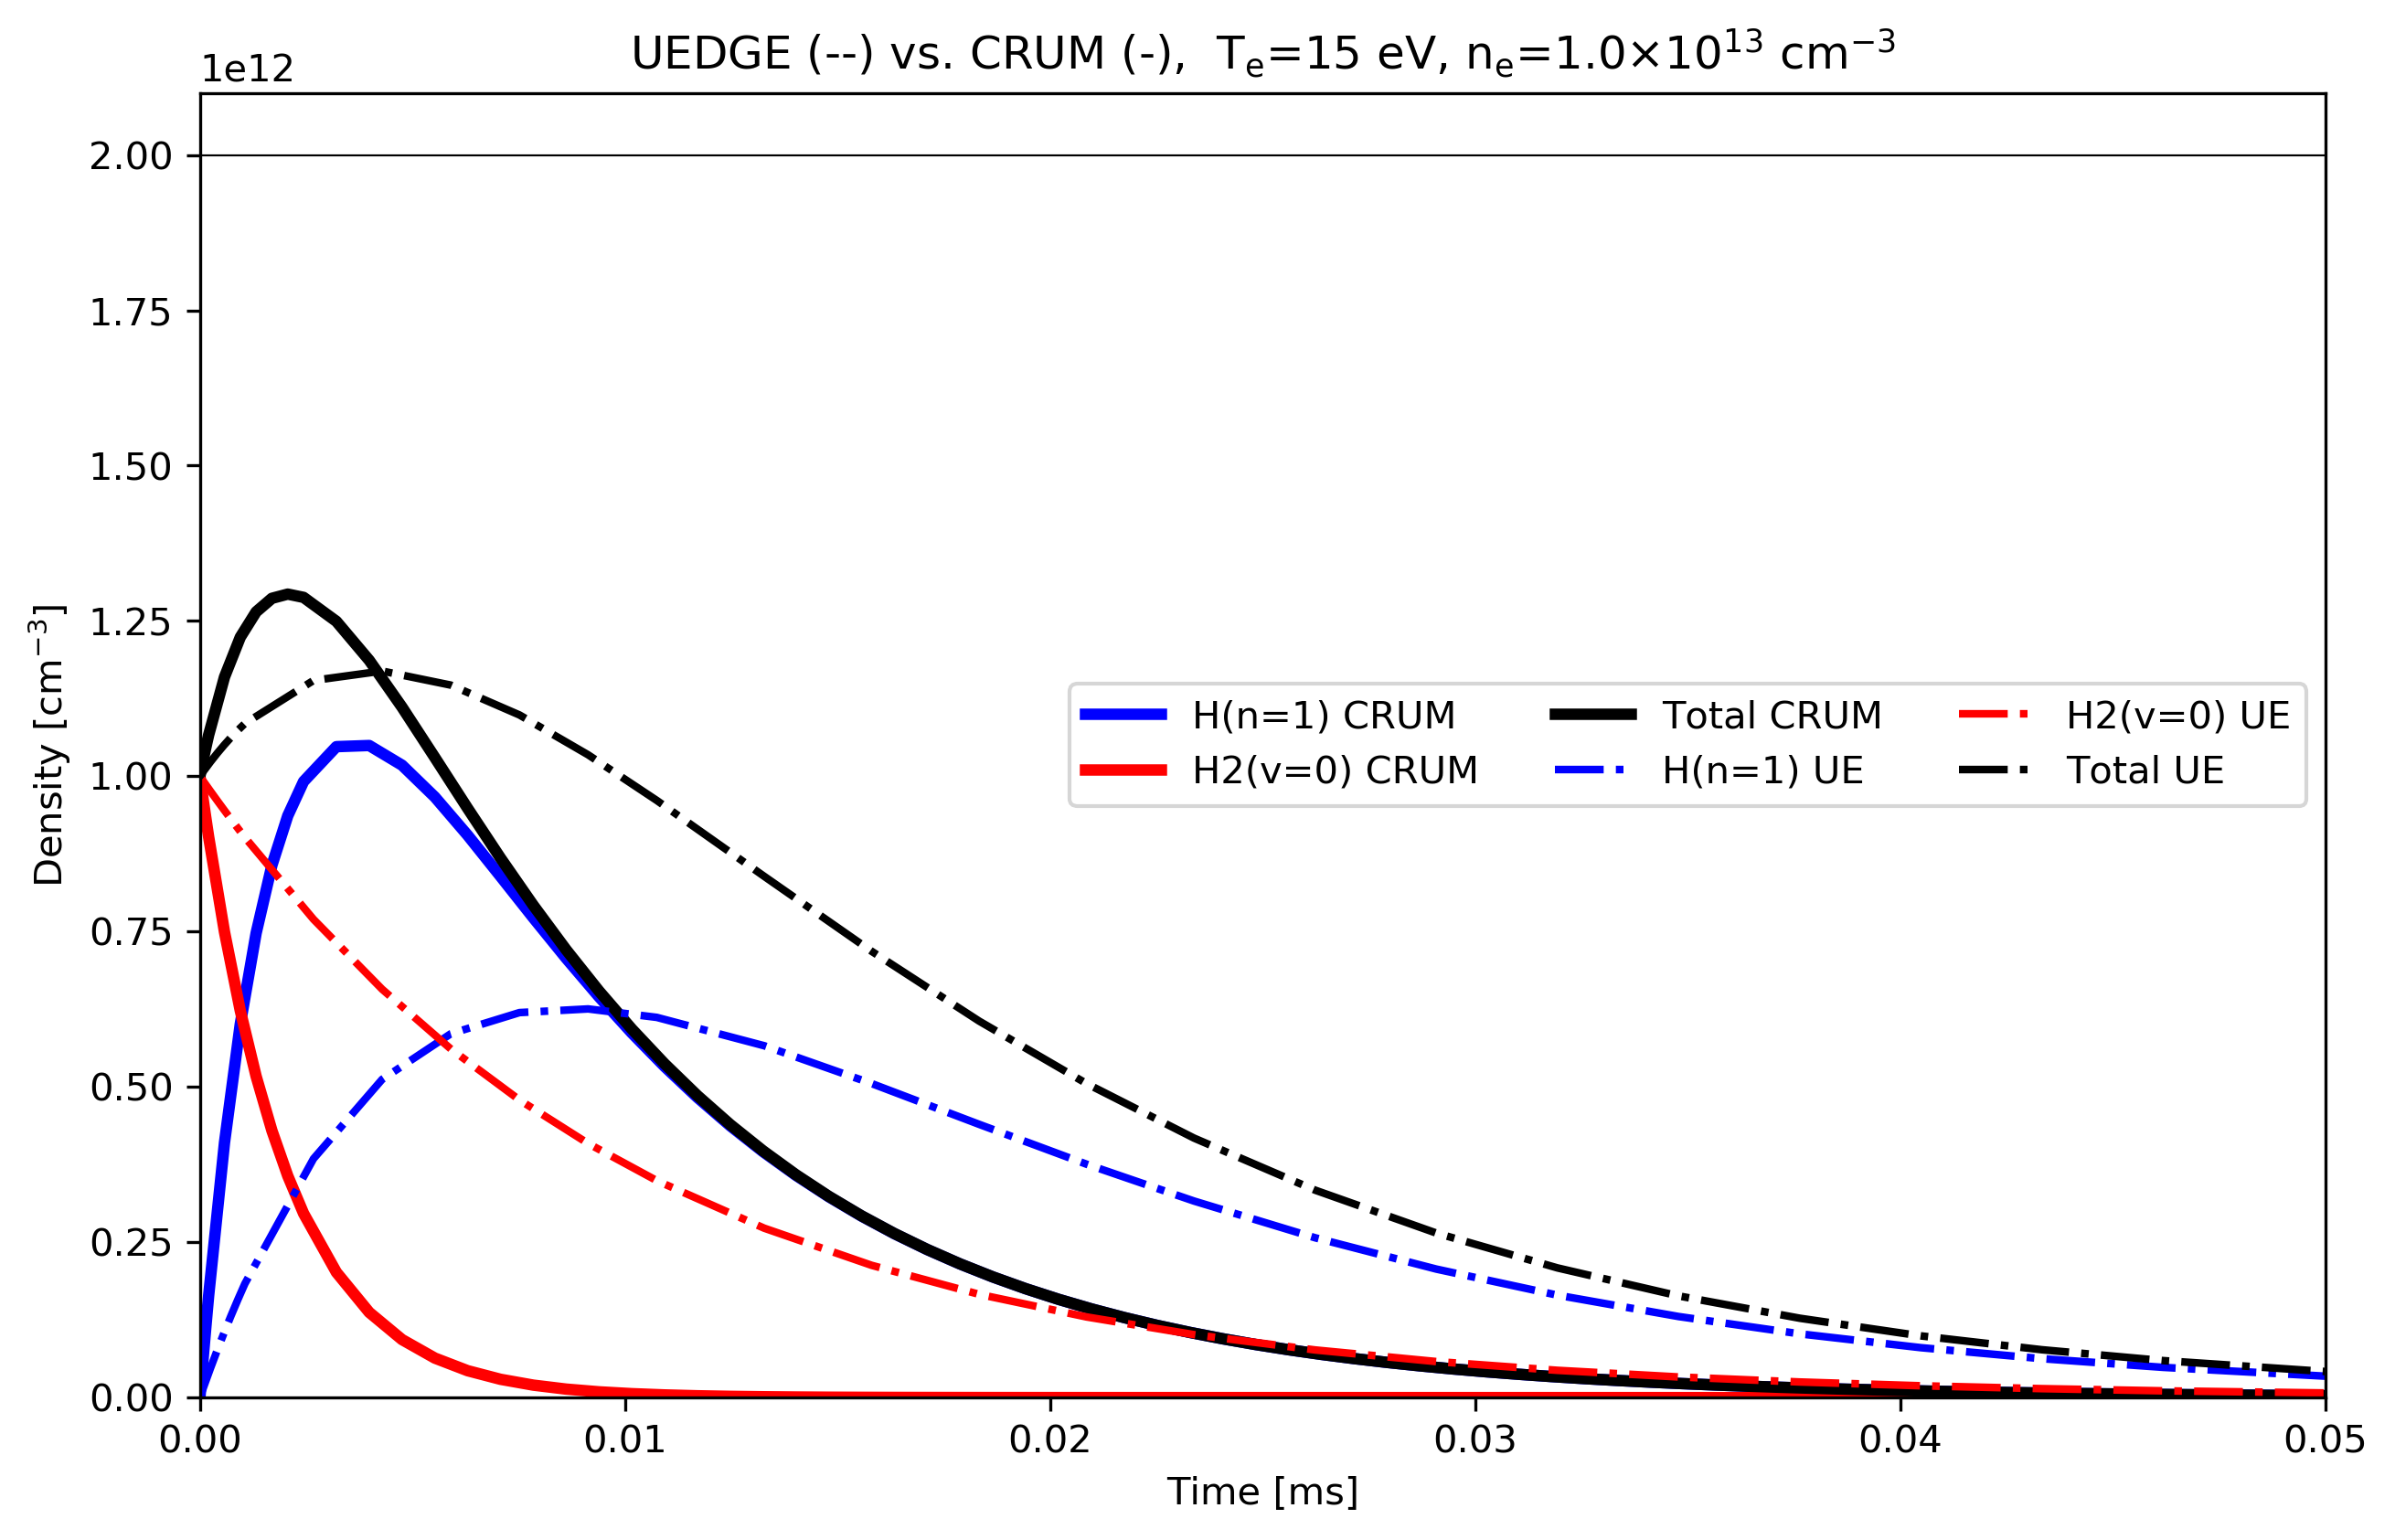 UEDGE (--) vs. CRUM (-),  Tₑ=15 eV, nₑ=1.0×10¹³ cm⁻³
1e12
2.00
1.75
1.50
1.25
1.00
0.75
0.50
0.25
0.00
Density [cm⁻³]
H(n=1) CRUM
H2(v=0) CRUM
Total CRUM
H(n=1) UE
H2(v=0) UE
Total UE
0.00 0.01 0.02 0.03 0.04 0.05
Time [ms]